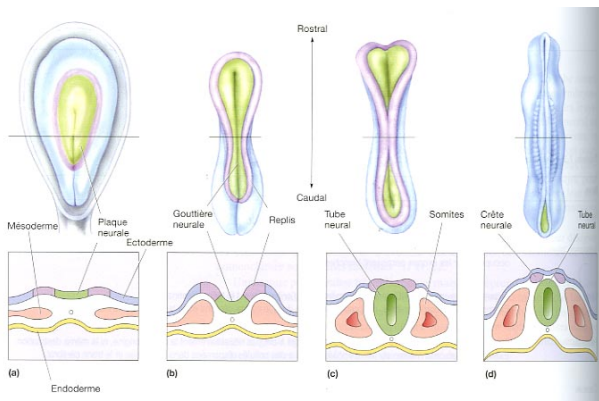 Rostral
Caudal
Mésoderme
Plaque
neurale
Ectoderme
Gouttière
neurale
Replis
Tube
neural
Somites
Crête
neurale
Tube
neural
(a)
(b)
(c)
(d)
Endoderme